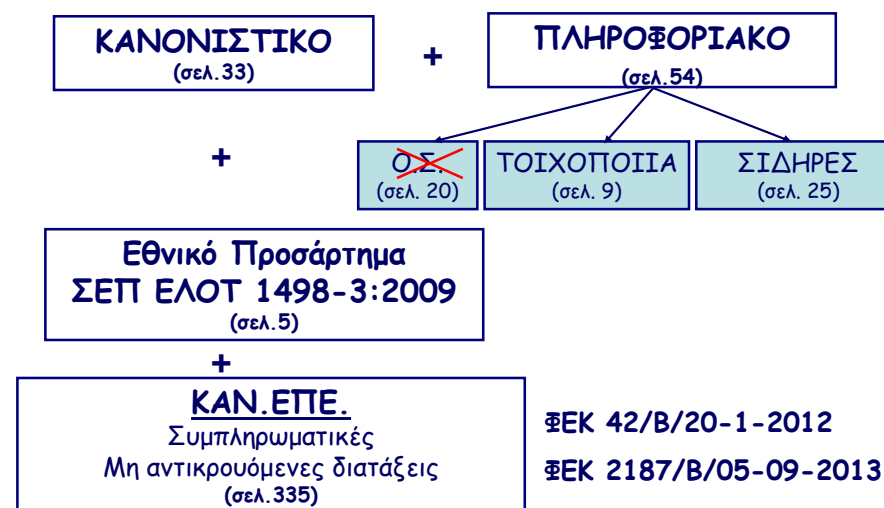 ΚΑΝΟΝΙΣΤΙΚΟ
(σελ.33)
+
ΠΛΗΡΟΦΟΡΙΑΚΟ
(σελ.54)
+
Ο.Σ.
(σελ. 20)
ΤΟΙΧΟΠΟΙΙΑ
(σελ. 9)
ΣΙΔΗΡΕΣ
(σελ. 25)
Εθνικό Προσάρτημα
ΣΕΠ ΕΛΟΤ 1498-3:2009
(σελ.5)
+
ΚΑΝ.ΕΠΕ.
Συμπληρωματικές
Μη αντικρουόμενες διατάξεις
(σελ.335)
ΦΕΚ 42/Β/20-1-2012
ΦΕΚ 2187/Β/05-09-2013